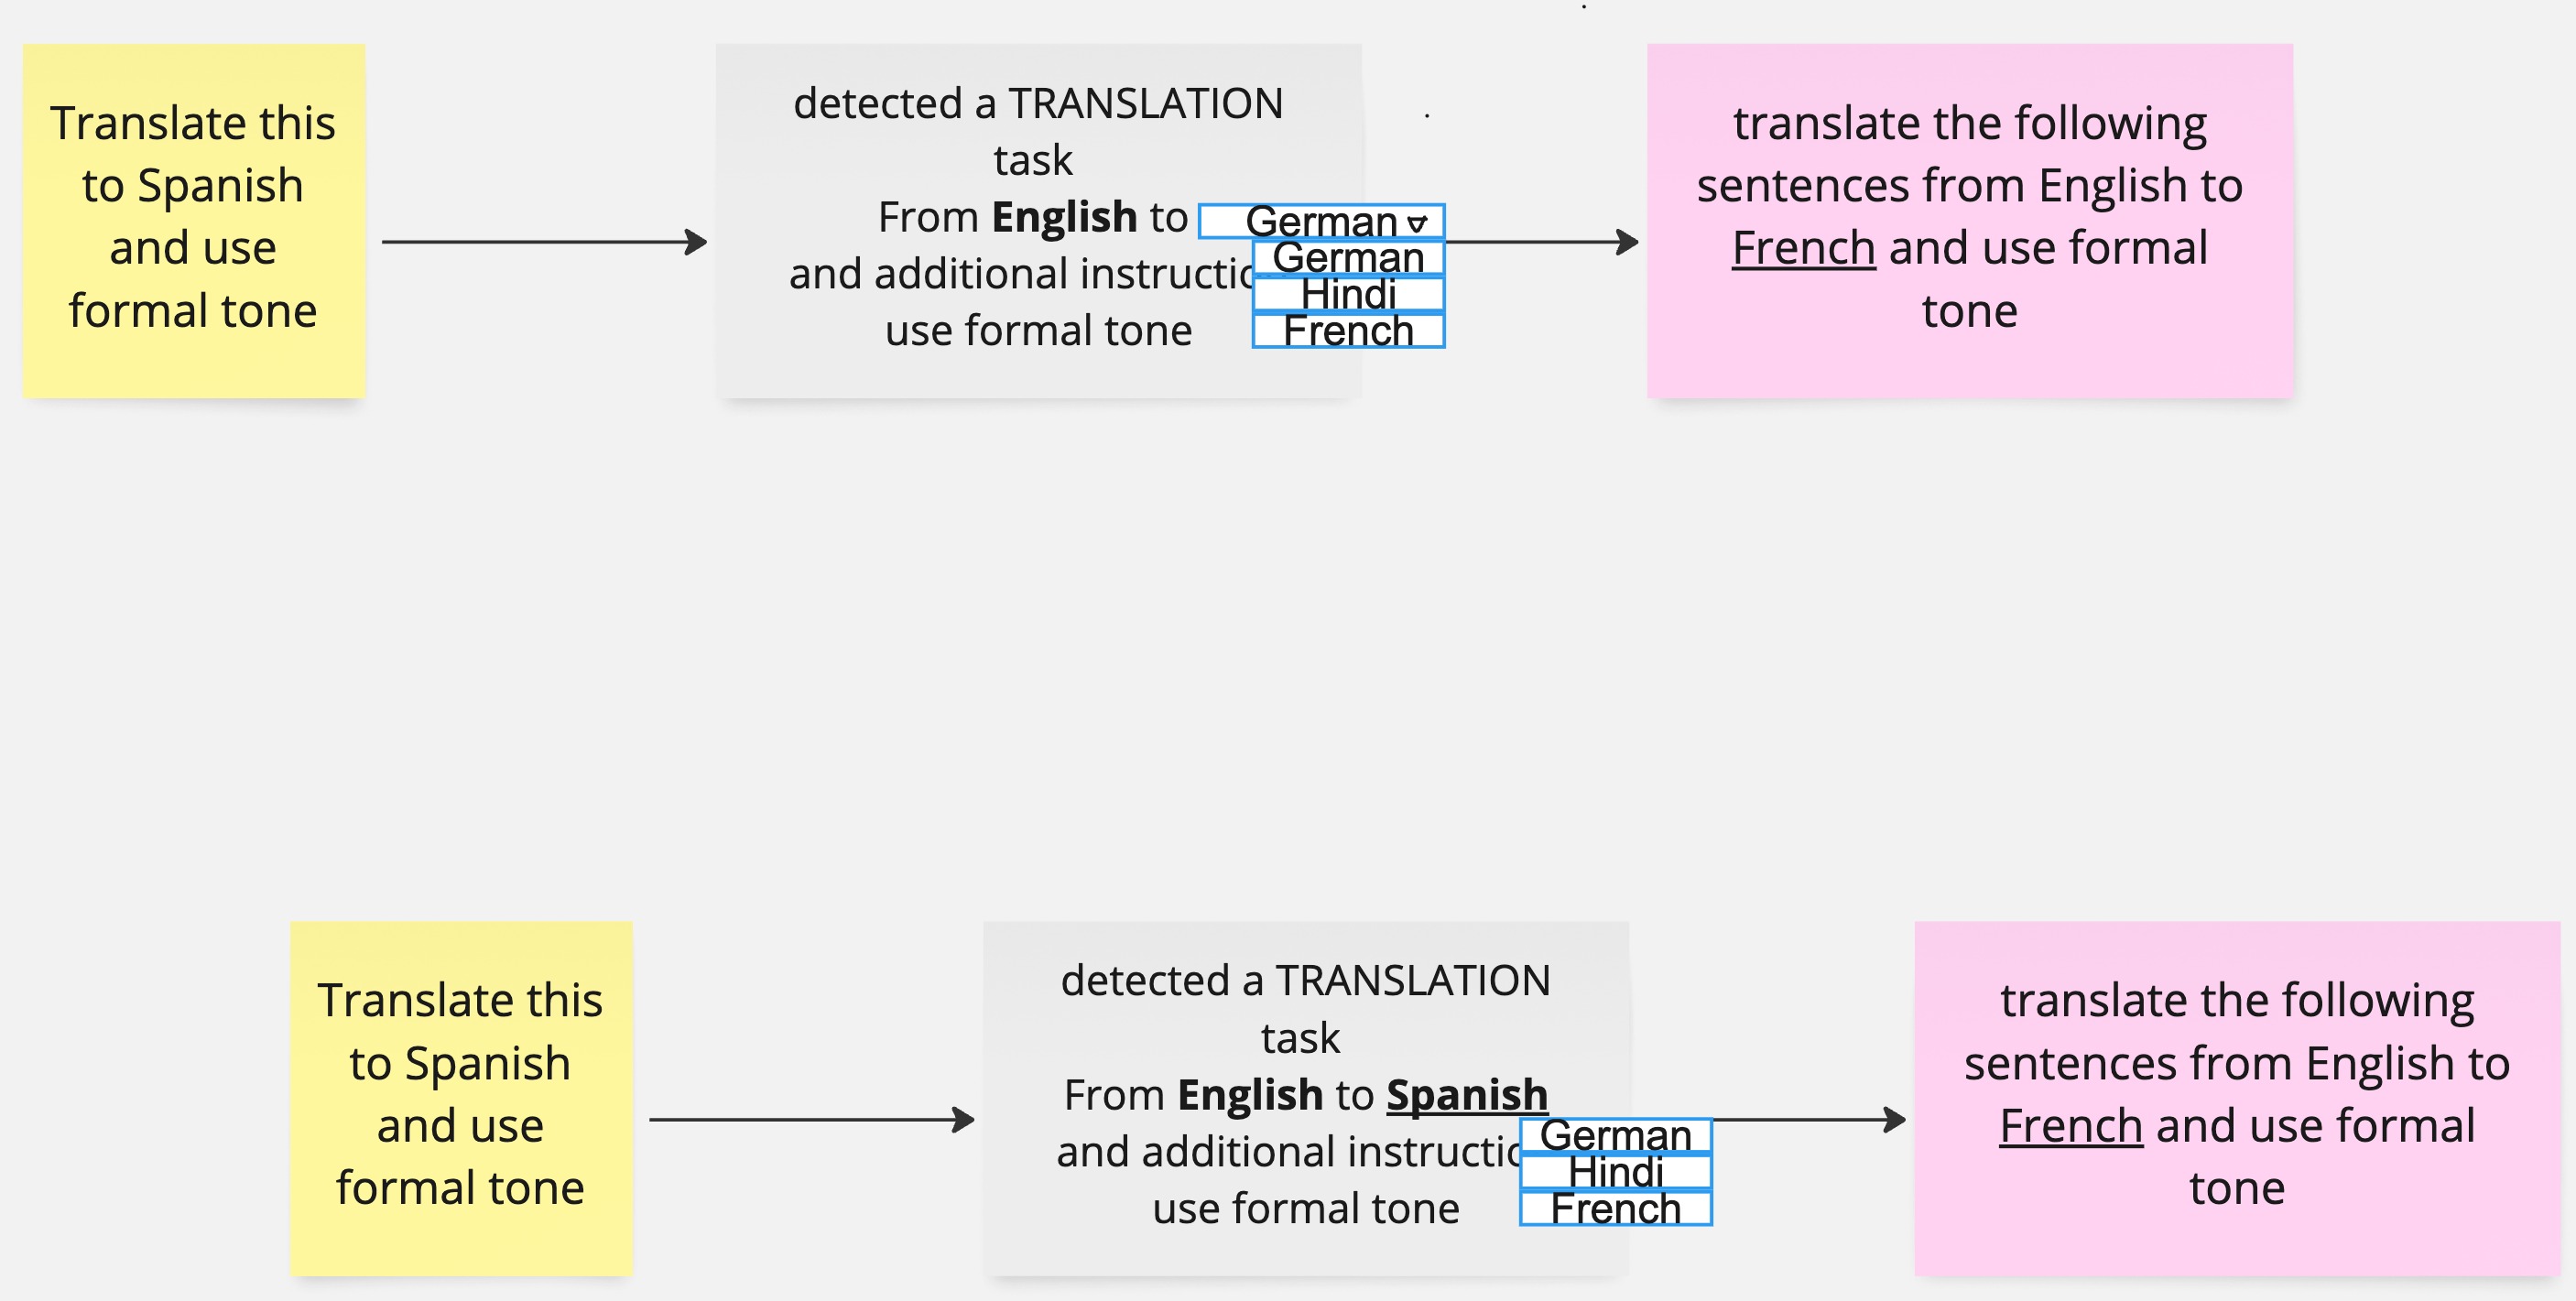 Translate this
to Spanish
and use
formal tone
detected a TRANSLATION
task
From English to German
and additional instructic
use formal tone
German
Hindi
French
translate the following
sentences from English to
French and use formal
tone
Translate this
to Spanish
and use
formal tone
detected a TRANSLATION
task
From English to Spanish
and additional instructic
use formal tone
German
Hindi
French
translate the following
sentences from English to
French and use formal
tone